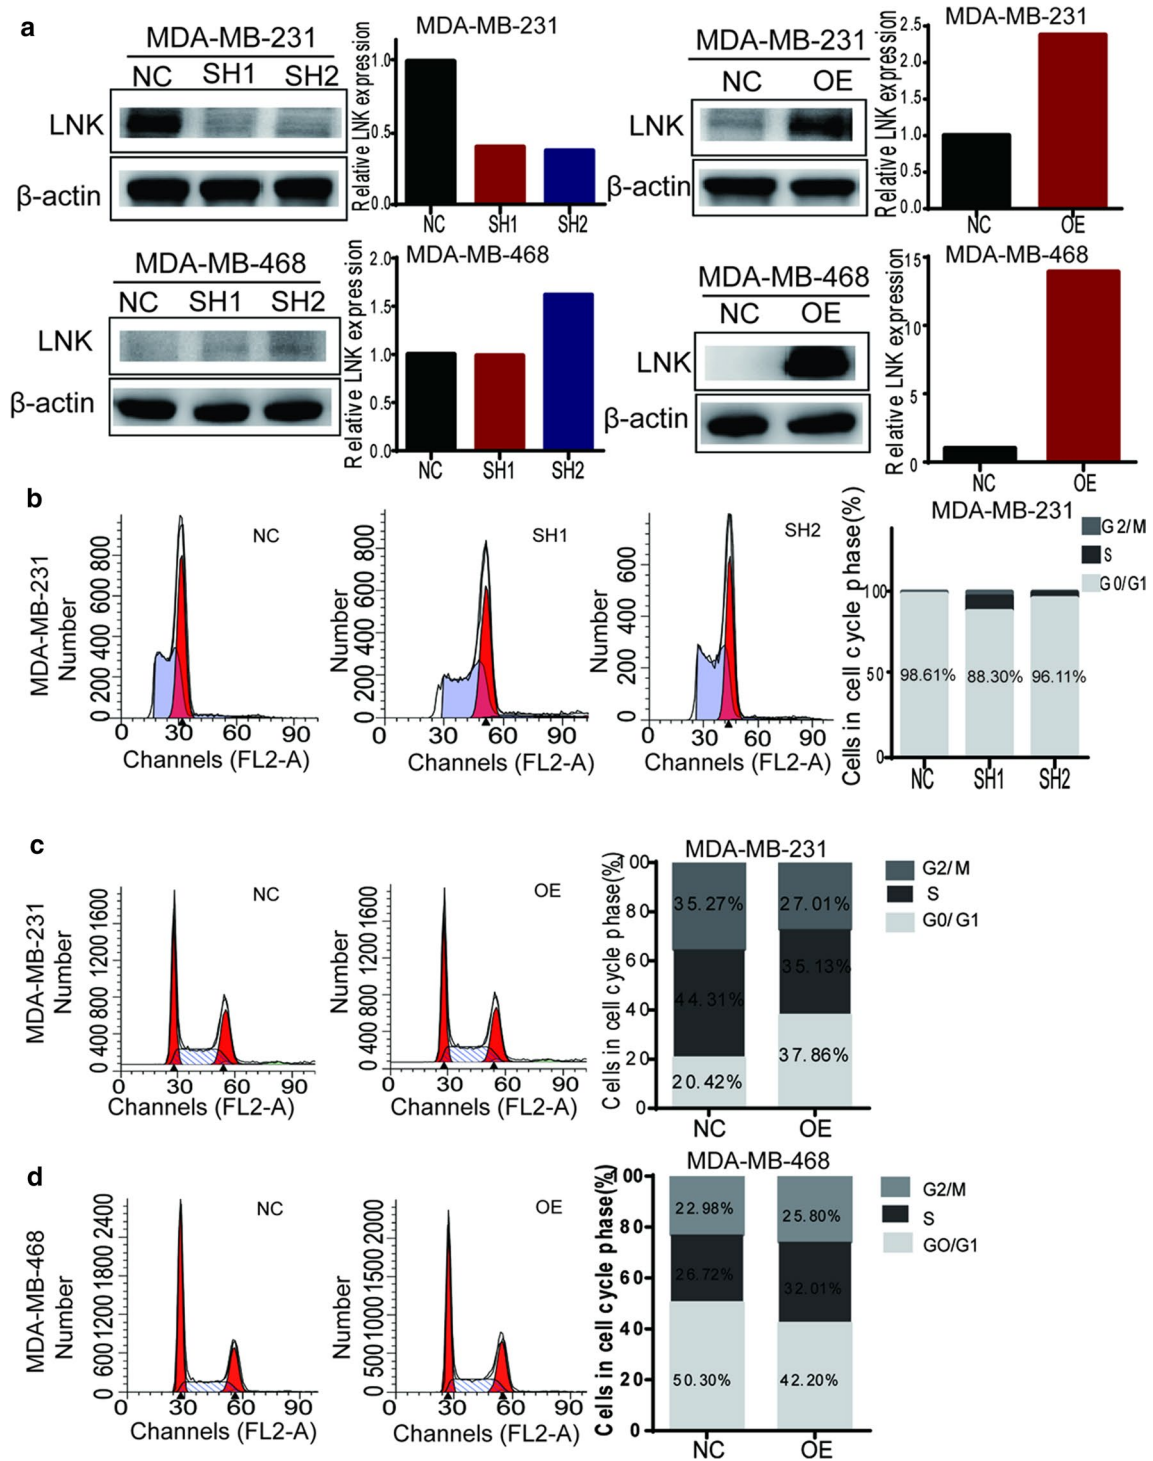 a
MDA-MB-231
NC SH1 SH2
LNK
β-actin
MDA-MB-231
Relative LNK expression
1.0
0.5
0.0
NC SH1 SH2
MDA-MB-231
NC OE
LNK
β-actin
MDA-MB-231
Relative LNK expression
2.5
2.0
1.5
1.0
0.5
0.0
NC OE
MDA-MB-468
NC SH1 SH2
LNK
β-actin
MDA-MB-468
Relative LNK expression
2.0
1.5
1.0
0.5
0.0
NC SH1 SH2
MDA-MB-468
NC OE
LNK
β-actin
MDA-MB-468
Relative LNK expression
15
10
5
0
NC OE
b
MDA-MB-231
Number
0 200 400 600 800
NC
0 30 60 90
Channels (FL2-A)
Number
0 200 400 600 800
SH1
0 30 60 90
Channels (FL2-A)
Number
0 200 400 600
SH2
0 30 60 90
Channels (FL2-A)
MDA-MB-231
Cells in cell cycle phase(%)
100
50
0
98.61% 88.30% 96.11%
NC SH1 SH2
G2/M
S
G0/G1
c
MDA-MB-231
Number
0 400 800 1200 1600
NC
0 30 60 90
Channels (FL2-A)
Number
0 400 800 1200 1600
OE
0 30 60 90
Channels (FL2-A)
MDA-MB-231
Cells in cell cycle phase(%)
100
80
60
40
20
0
35.27% 27.01%
44.31% 35.13%
20.42% 37.86%
NC OE
G2/M
S
G0/G1
d
MDA-MB-468
Number
0 600 1200 1800 2400
NC
0 30 60 90
Channels (FL2-A)
Number
0 500 1000 1500 2000
OE
0 30 60 90
Channels (FL2-A)
MDA-MB-468
Cells in cell cycle phase(%)
100
80
60
40
20
0
22.98% 25.80%
26.72% 32.01%
50.30% 42.20%
NC OE
G2/M
S
GO/G1